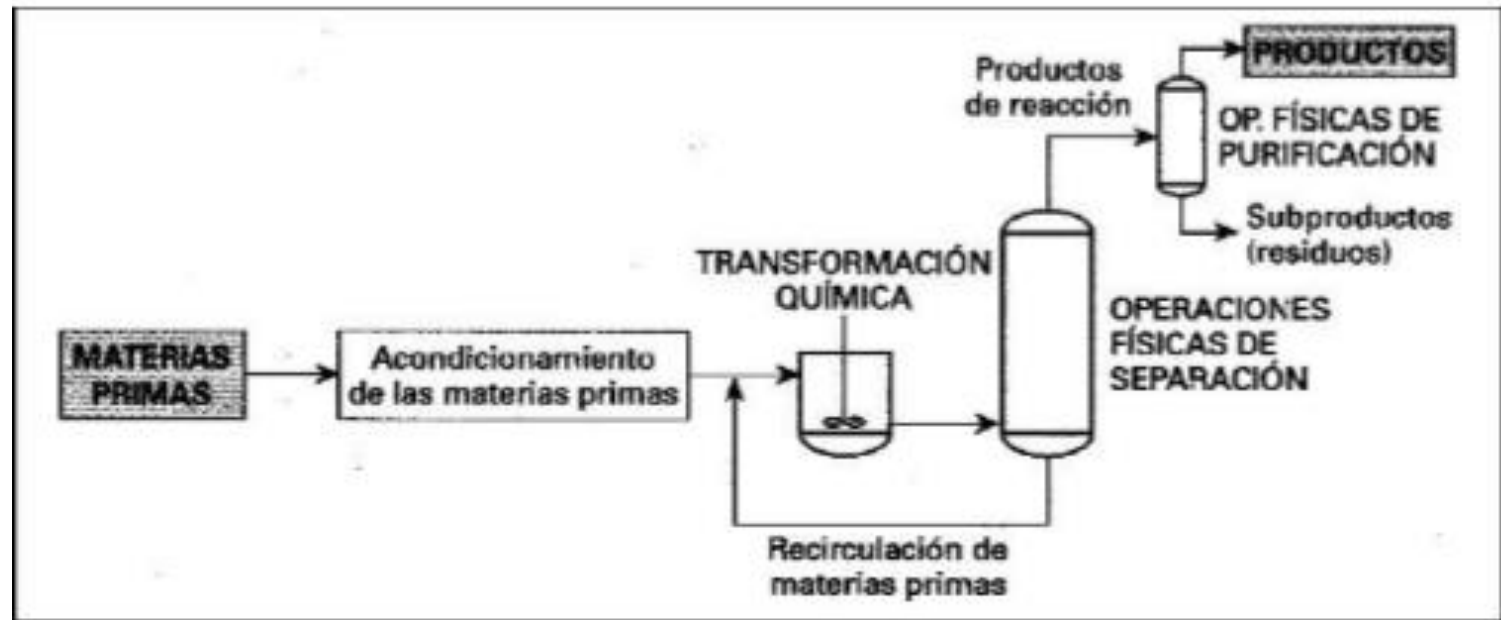 PRODUCTOS
Productos
de reacción
OP. FÍSICAS DE
PURIFICACIÓN
Subproductos
(residuos)
TRANSFORMACIÓN
QUÍMICA
OPERACIONES
FÍSICAS DE
SEPARACIÓN
MATERIAS
PRIMAS
Acondicionamiento
de las materias primas
Recirculación de
materias primas